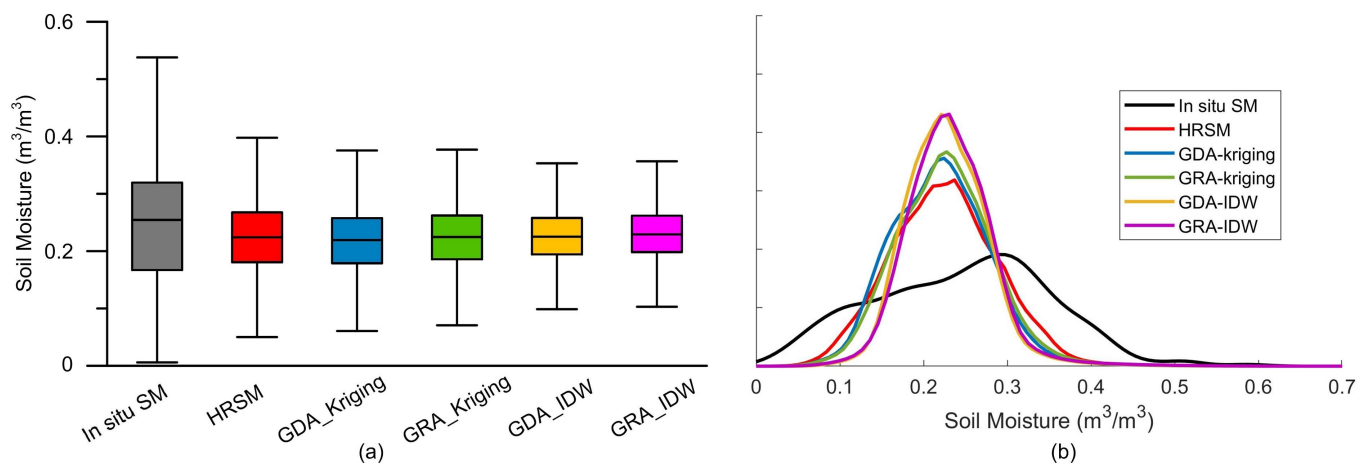 0.6
0.4
0.2
0
Soil Moisture (m³/m³)
In situ SM
HRSM
GDA_Kriging
GRA_Kriging
GDA_IDW
GRA_IDW
(a)
In situ SM
HRSM
GDA-kriging
GRA-kriging
GDA-IDW
GRA-IDW
0 0.1 0.2 0.3 0.4 0.5 0.6 0.7
Soil Moisture (m³/m³)
(b)